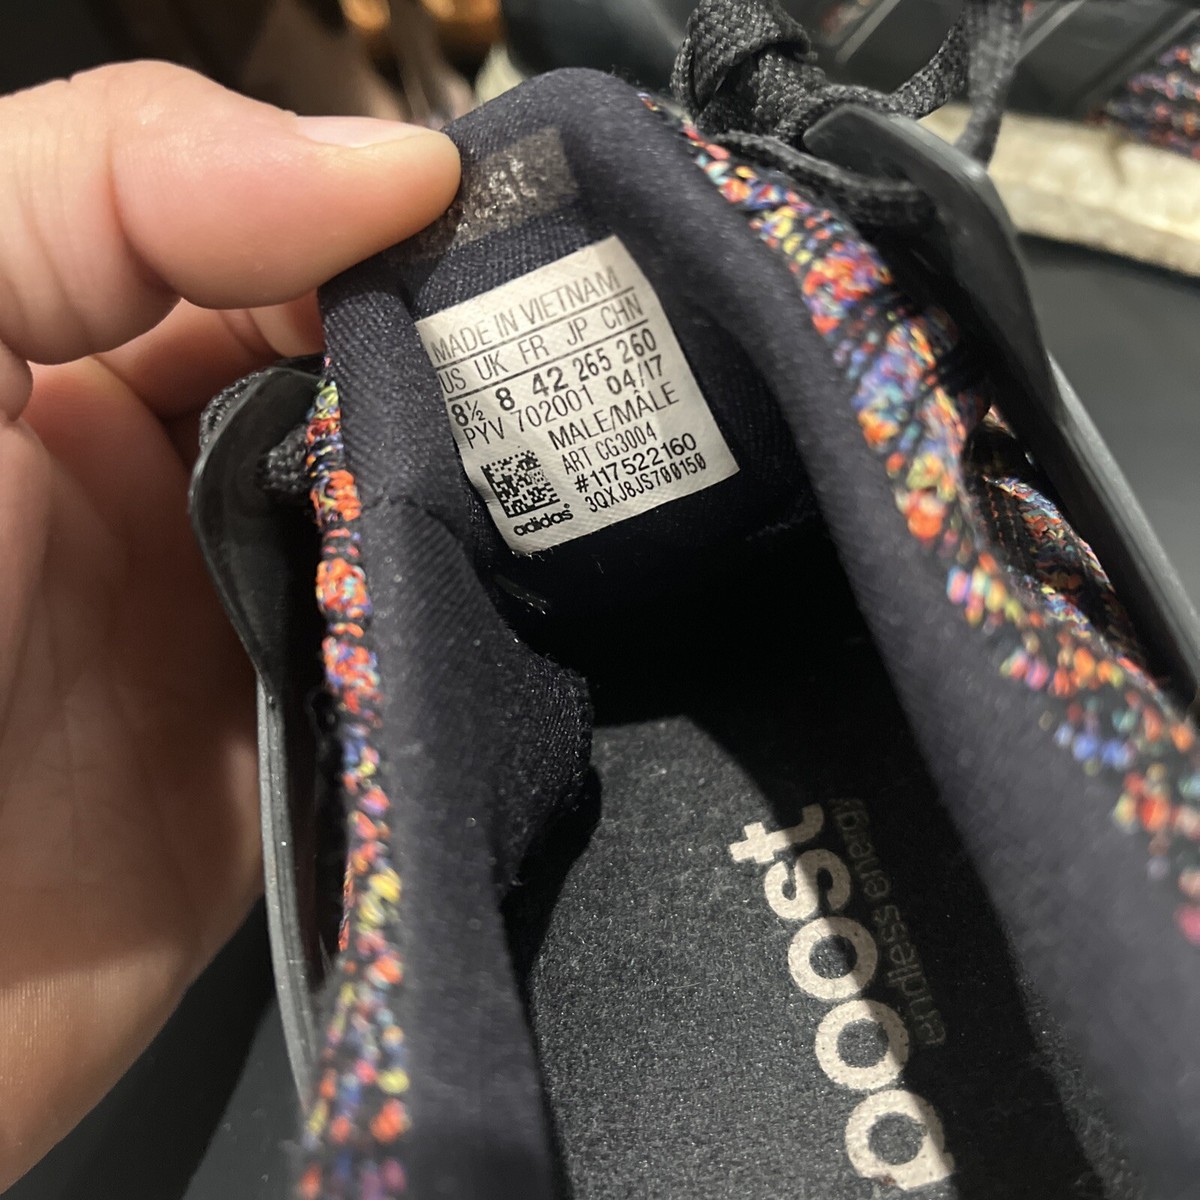 MADE IN VIETNAM
US UK FR JP CHN
8½ 8 42 265 260
PYV 702001 04/17
MALE/MÂLE
ART CG3004
#117522160
3QXJ8JS700150
adidas
boost
endless energy